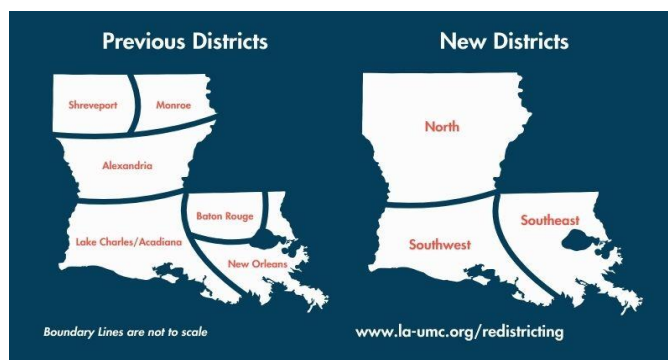 Previous Districts
Shreveport
Monroe
Alexandria
Baton Rouge
Lake Charles/Acadiana
New Orleans
Boundary Lines are not to scale
New Districts
North
Southeast
Southwest
www.la-umc.org/redistricting